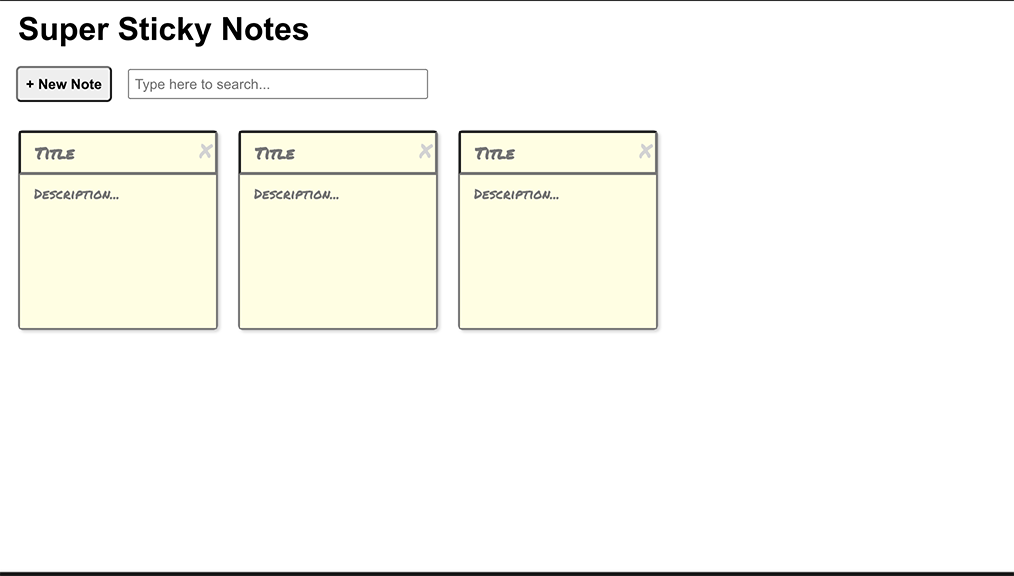 Super Sticky Notes
+ New Note Type here to search...
Title × Title × Title ×
Description... Description... Description...